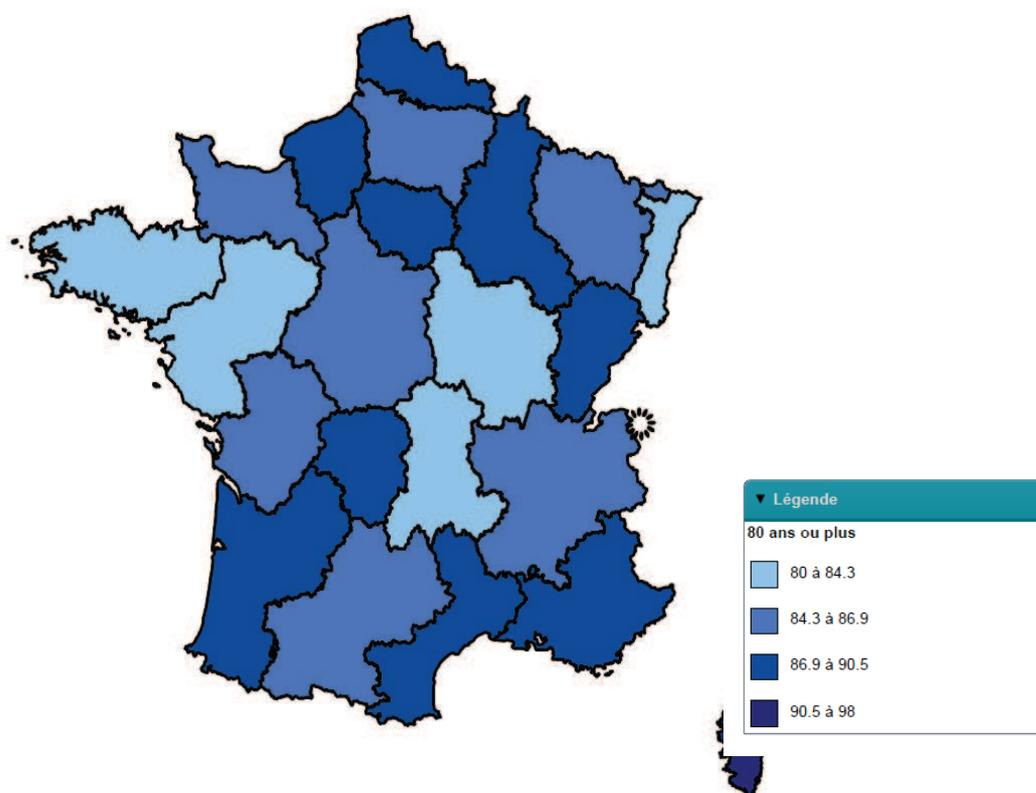 Légende
80 ans ou plus
80 à 84.3
84.3 à 86.9
86.9 à 90.5
90.5 à 98